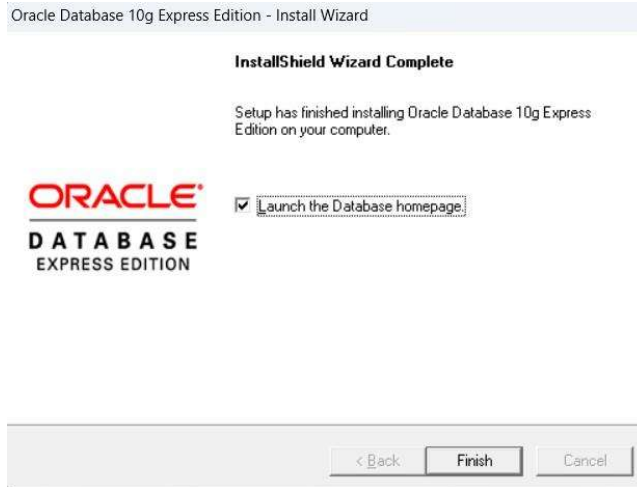 Oracle Database 10g Express Edition - Install Wizard
InstallShield Wizard Complete
Setup has finished installing Oracle Database 10g Express
Edition on your computer.
ORACLE
DATABASE
EXPRESS EDITION
Launch the Database homepage.
< Back
Finish
Cancel